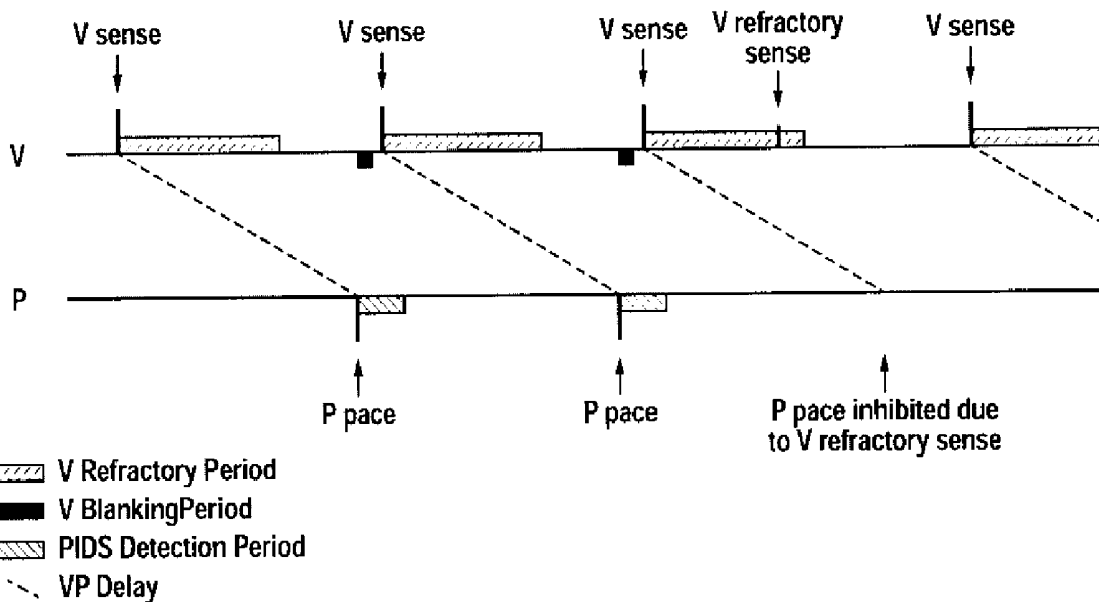 V sense
V sense
V sense
V refractory
sense
V sense
V
P
P pace
P pace
P pace inhibited due
to V refractory sense
V Refractory Period
V BlankingPeriod
PIDS Detection Period
VP Delay